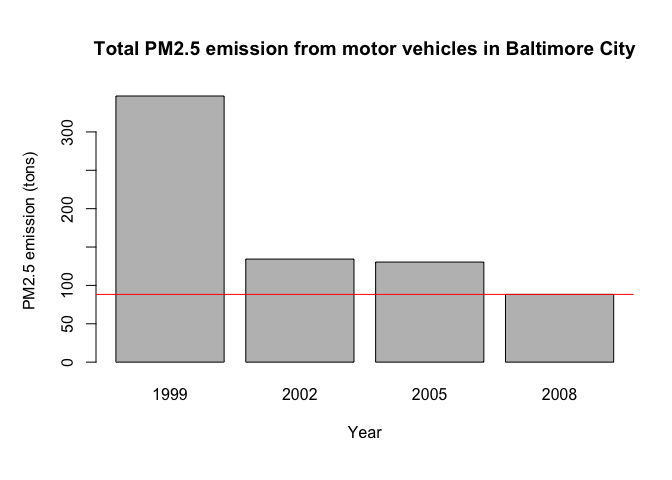 Total PM2.5 emission from motor vehicles in Baltimore City
PM2.5 emission (tons)
300
200
100
50
0
1999 2002 2005 2008
Year